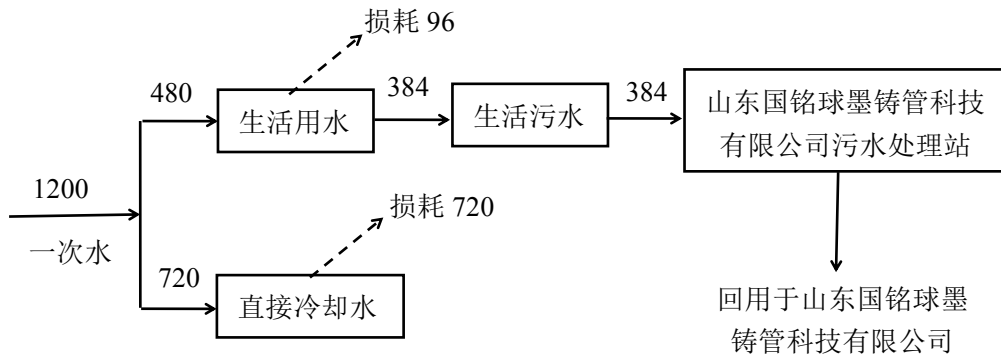 损耗 96
480
生活用水
384
生活污水
384
山东国铭球墨铸管科技
有限公司污水处理站
1200
一次水
损耗 720
720
直接冷却水
回用于山东国铭球墨
铸管科技有限公司